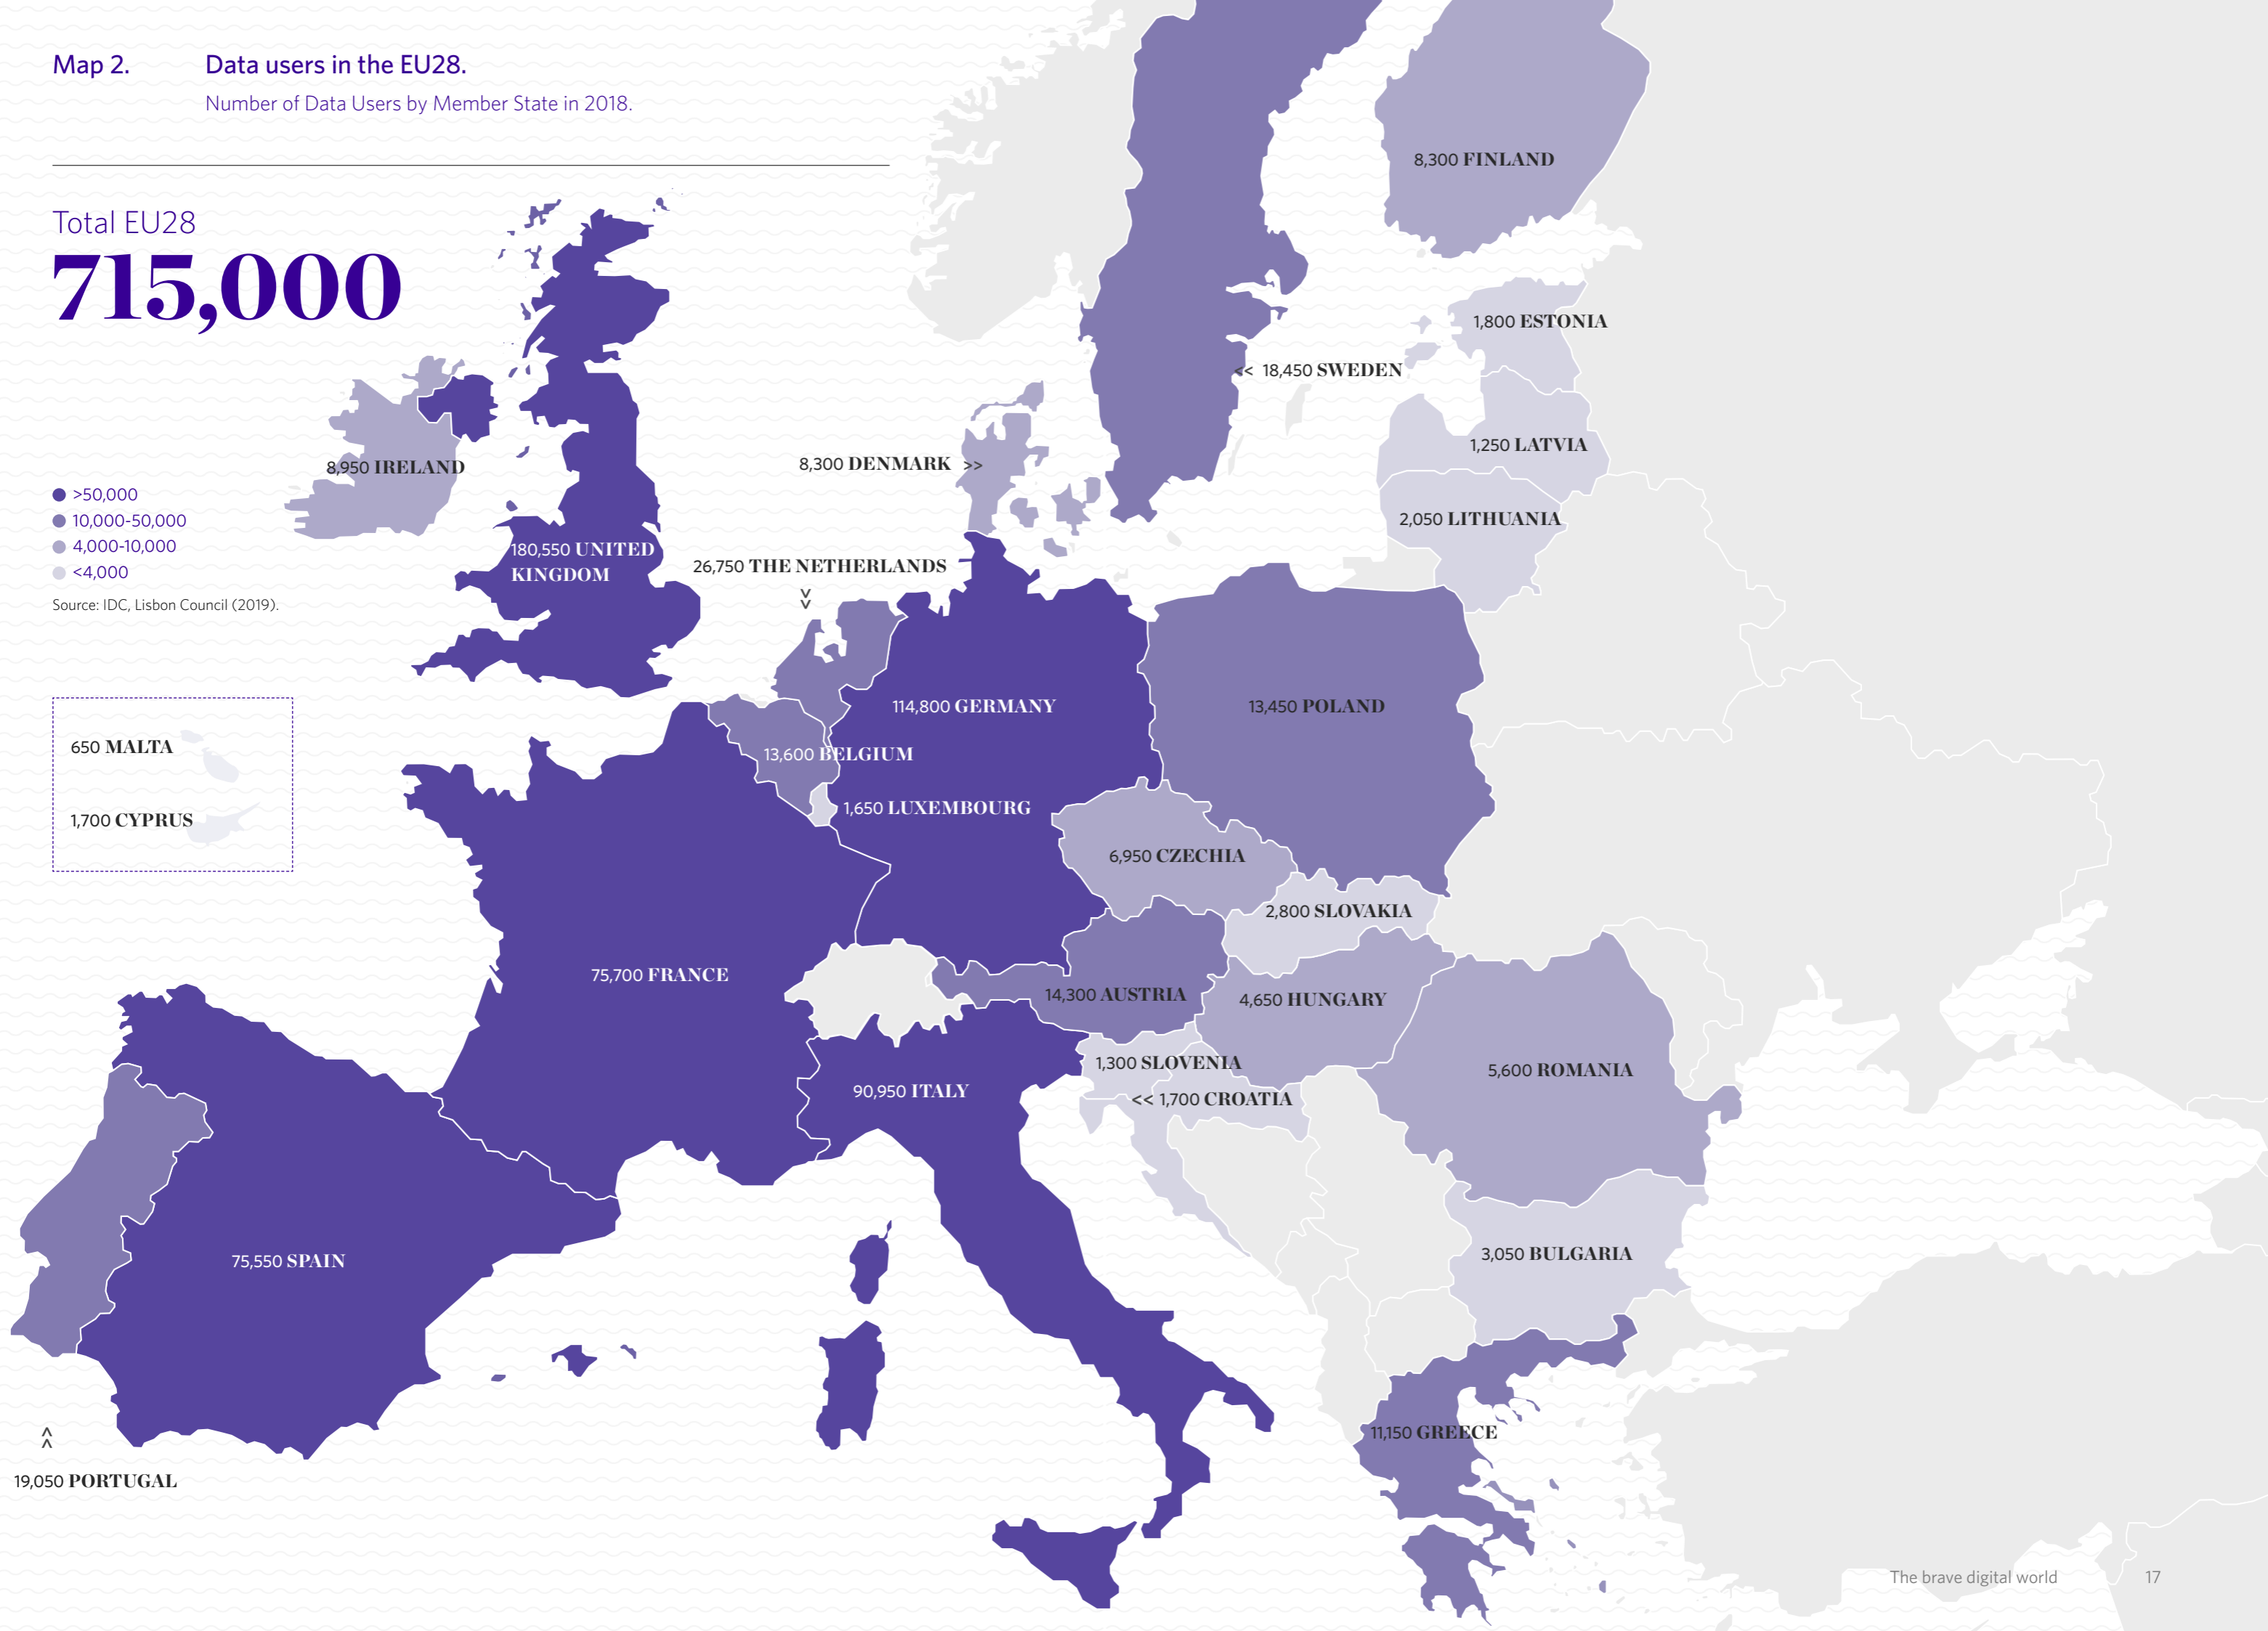 Map 2.
Data users in the EU28.
Number of Data Users by Member State in 2018.
Total EU28
715,000
>50,000
10,000-50,000
4,000-10,000
<4,000
Source: IDC, Lisbon Council (2019).
650 MALTA
1,700 CYPRUS
8,300 FINLAND
1,800 ESTONIA
<< 18,450 SWEDEN
1,250 LATVIA
8,300 DENMARK >>
8,950 IRELAND
2,050 LITHUANIA
180,550 UNITED
KINGDOM
26,750 THE NETHERLANDS
>>
114,800 GERMANY
13,450 POLAND
13,600 BELGIUM
1,650 LUXEMBOURG
6,950 CZECHIA
2,800 SLOVAKIA
75,700 FRANCE
14,300 AUSTRIA
4,650 HUNGARY
1,300 SLOVENIA
5,600 ROMANIA
90,950 ITALY
<< 1,700 CROATIA
75,550 SPAIN
3,050 BULGARIA
11,150 GREECE
>>
19,050 PORTUGAL
The brave digital world
17